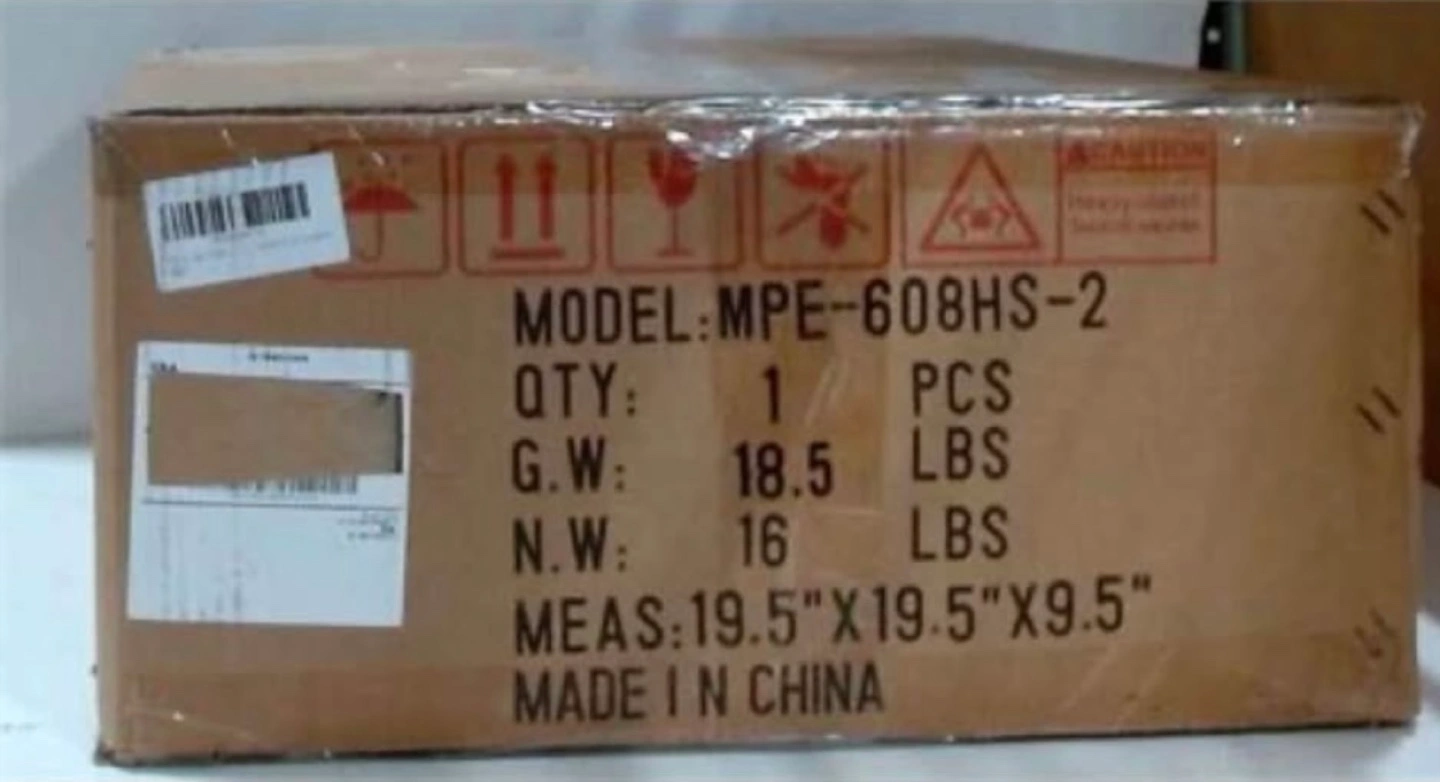 CAUTION
MODEL:MPE-608HS-2
QTY: 1 PCS
G.W: 18.5 LBS
N.W: 16 LBS
MEAS:19.5"X19.5"X9.5"
MADE IN CHINA